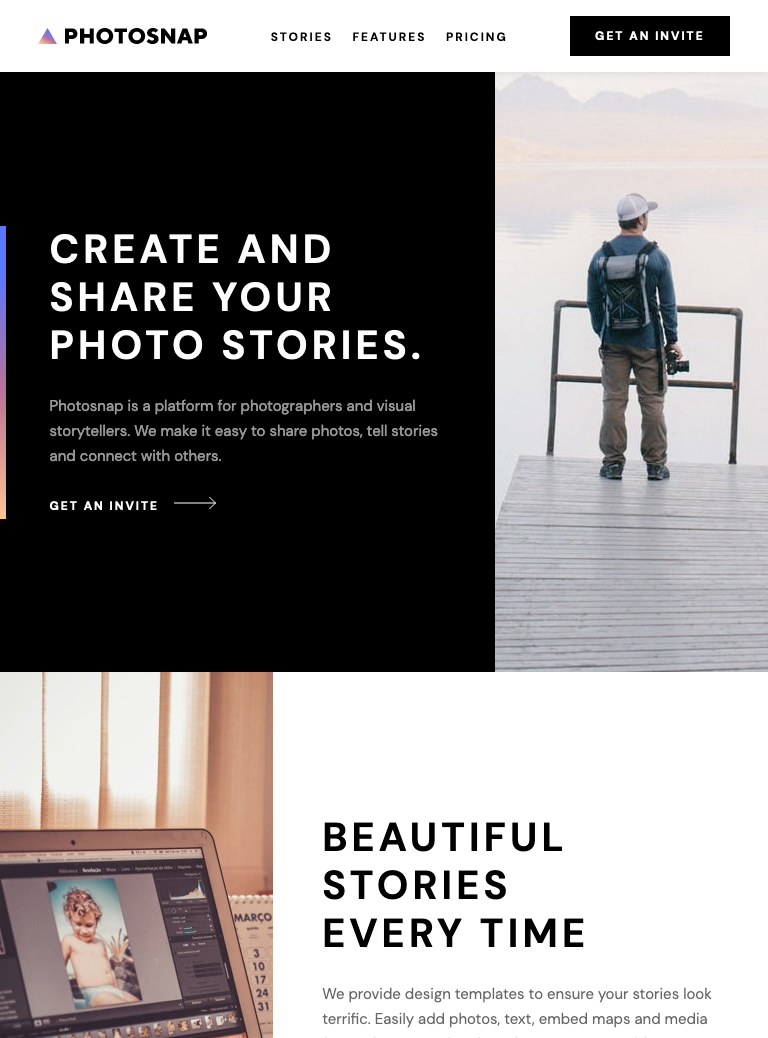 PHOTOSNAP
STORIES FEATURES PRICING
GET AN INVITE
CREATE AND
SHARE YOUR
PHOTO STORIES.
Photosnap is a platform for photographers and visual
storytellers. We make it easy to share photos, tell stories
and connect with others.
GET AN INVITE
BEAUTIFUL
STORIES
EVERY TIME
MARÇO
3
10
17
24
31
We provide design templates to ensure your stories look
terrific. Easily add photos, text, embed maps and media